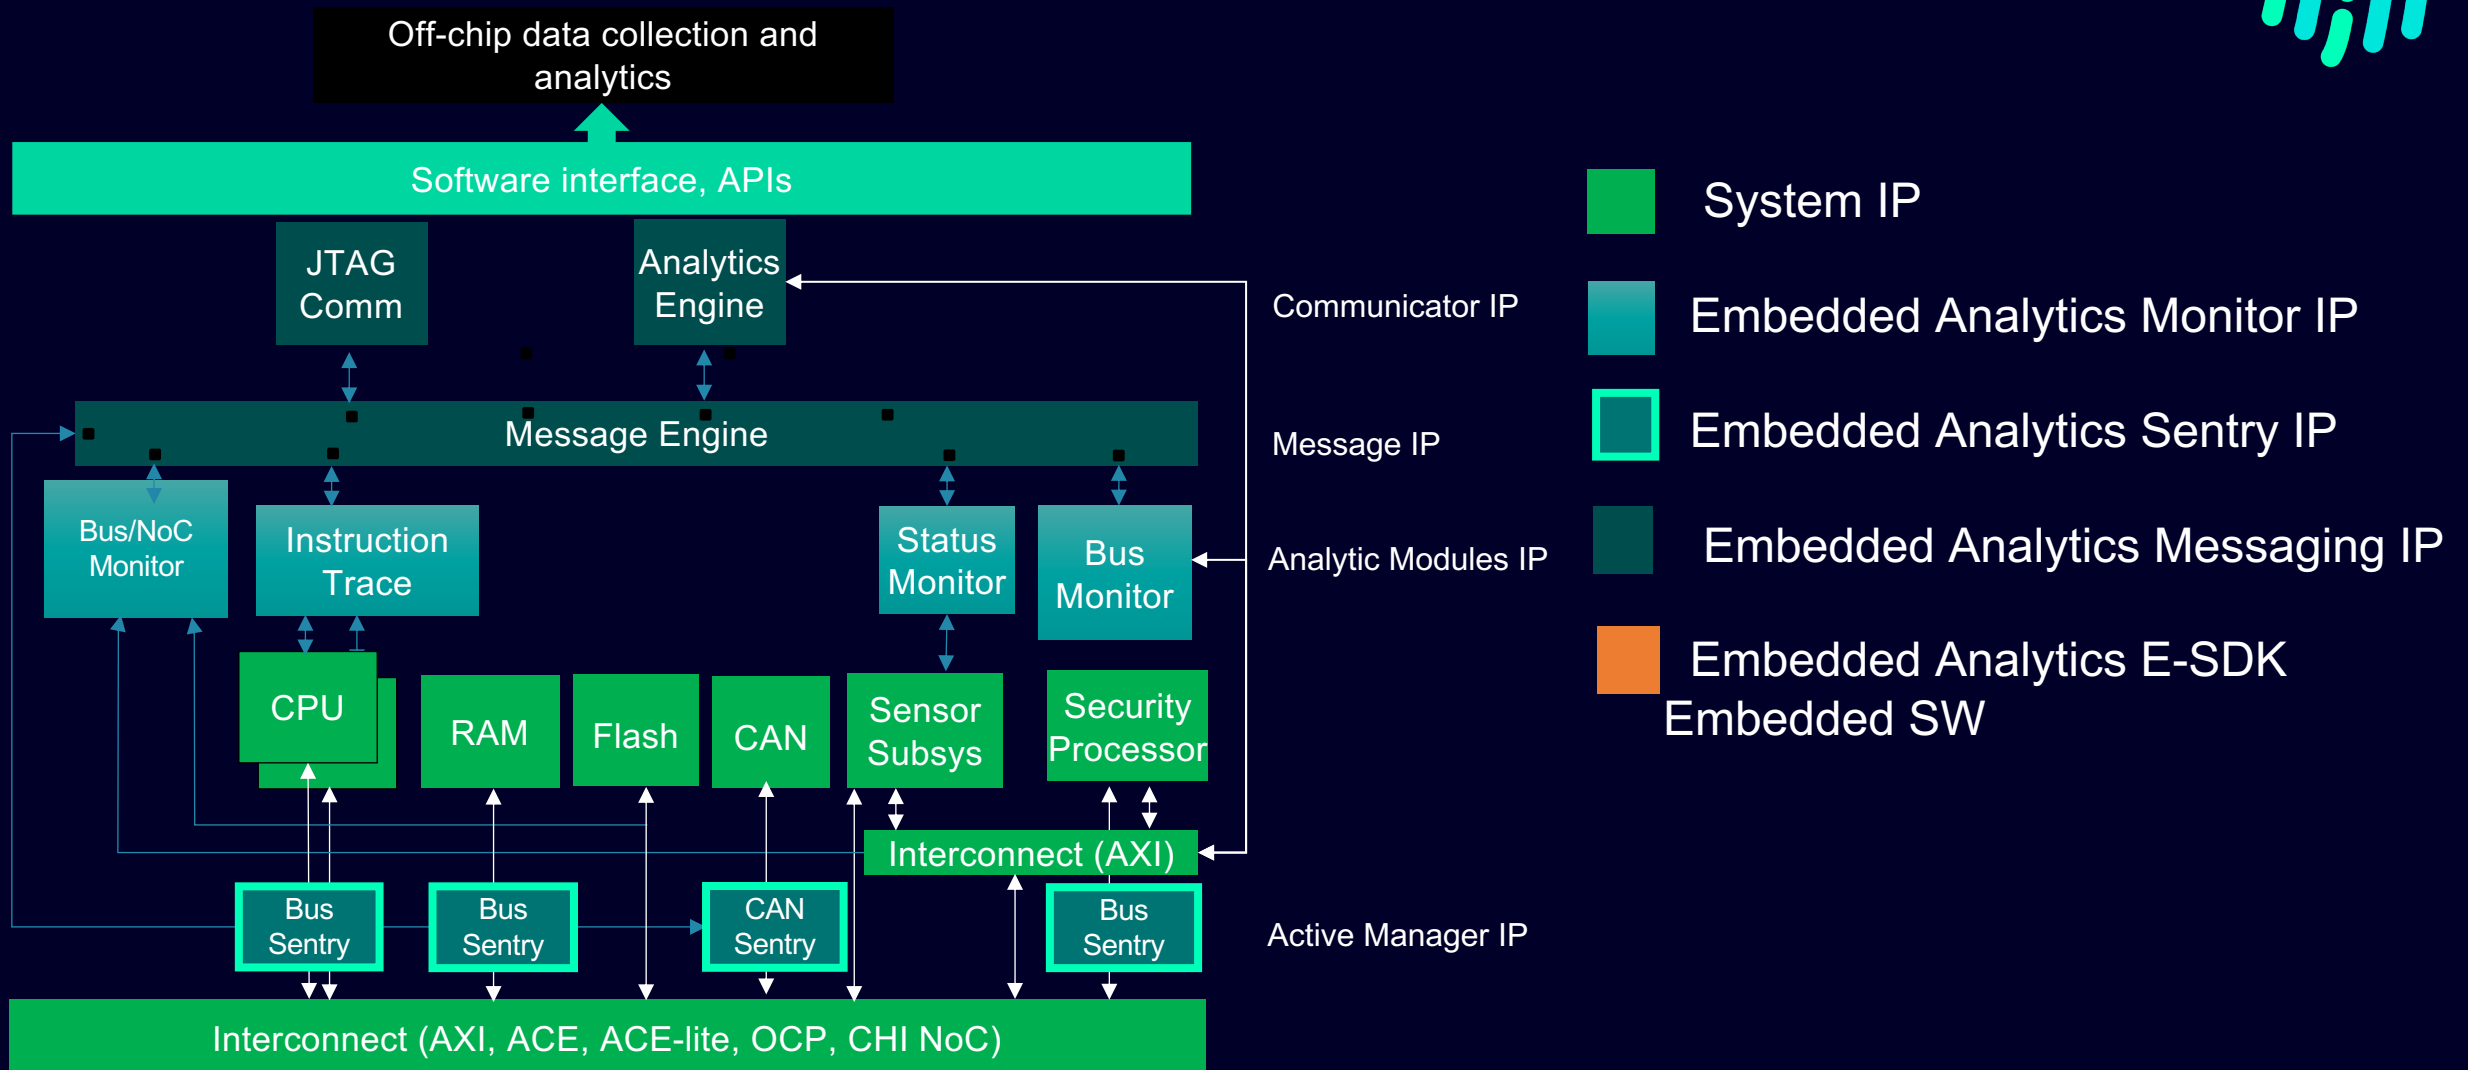 Off-chip data collection and
analytics
Software interface, APIs
JTAG
Comm
Analytics
Engine
Communicator IP
Message Engine
Message IP
Bus/NoC
Monitor
Instruction
Trace
Status
Monitor
Bus
Monitor
Analytic Modules IP
CPU
RAM
Flash
CAN
Sensor
Subsys
Security
Processor
Interconnect (AXI)
Bus
Sentry
Bus
Sentry
CAN
Sentry
Bus
Sentry
Active Manager IP
Interconnect (AXI, ACE, ACE-lite, OCP, CHI NoC)
System IP
Embedded Analytics Monitor IP
Embedded Analytics Sentry IP
Embedded Analytics Messaging IP
Embedded Analytics E-SDK
Embedded SW